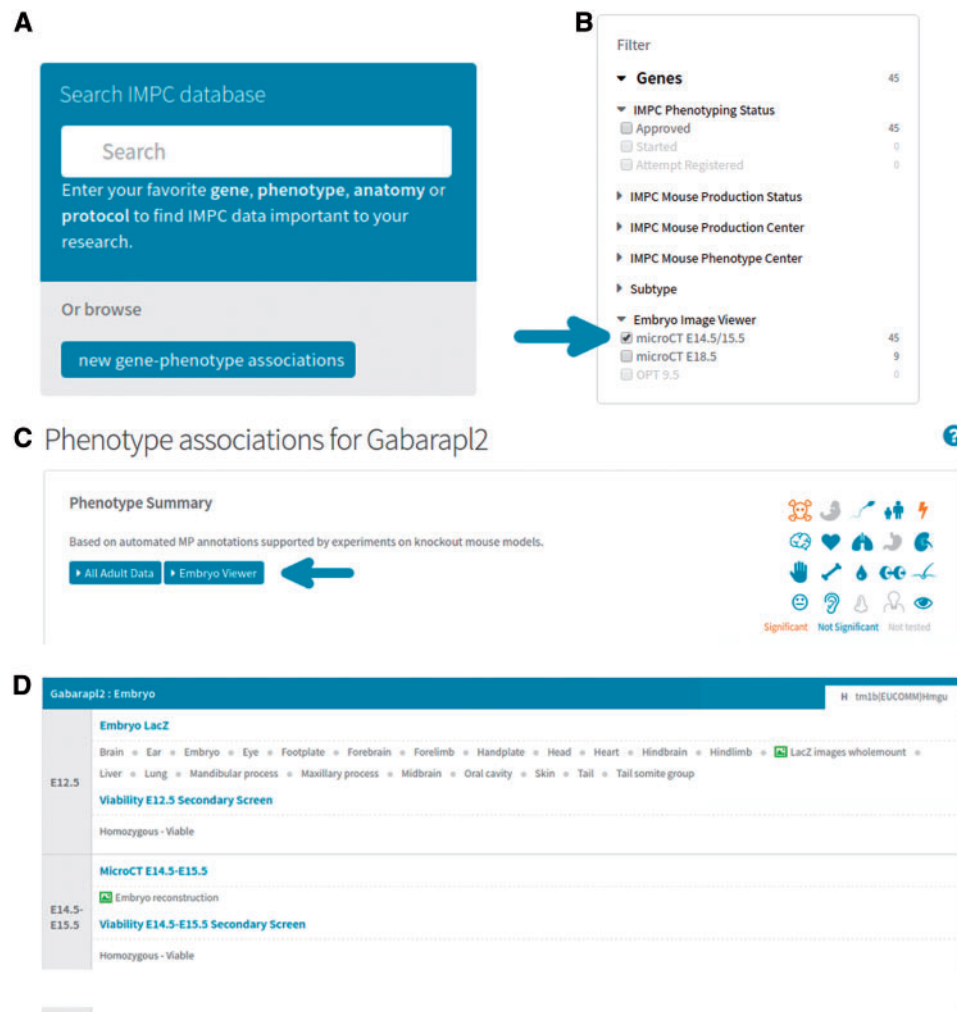 A
Search IMPC database
Search
Enter your favorite gene, phenotype, anatomy or
protocol to find IMPC data important to your
research.
Or browse
new gene-phenotype associations
B
Filter
Genes 45
IMPC Phenotyping Status
Approved 45
Started 0
Attempt Registered 0
IMPC Mouse Production Status
IMPC Mouse Production Center
IMPC Mouse Phenotype Center
Subtype
Embryo Image Viewer
microCT E14.5/15.5 45
microCT E18.5 9
OPT 9.5 0
C Phenotype associations for Gabarapl2
?
Phenotype Summary
Based on automated MP annotations supported by experiments on knockout mouse models.
All Adult Data Embryo Viewer
Significant Not Significant Not tested
D
Gabarapl2 : Embryo
H tm1b(EUCOMM)Hmgu
E12.5
Embryo LacZ
Brain Ear Embryo Eye Footplate Forebrain Forelimb Handplate Head Heart Hindbrain Hindlimb LacZ images wholemount
Liver Lung Mandibular process Maxillary process Midbrain Oral cavity Skin Tail Tail somite group
Viability E12.5 Secondary Screen
Homozygous - Viable
E14.5-
E15.5
MicroCT E14.5-E15.5
Embryo reconstruction
Viability E14.5-E15.5 Secondary Screen
Homozygous - Viable